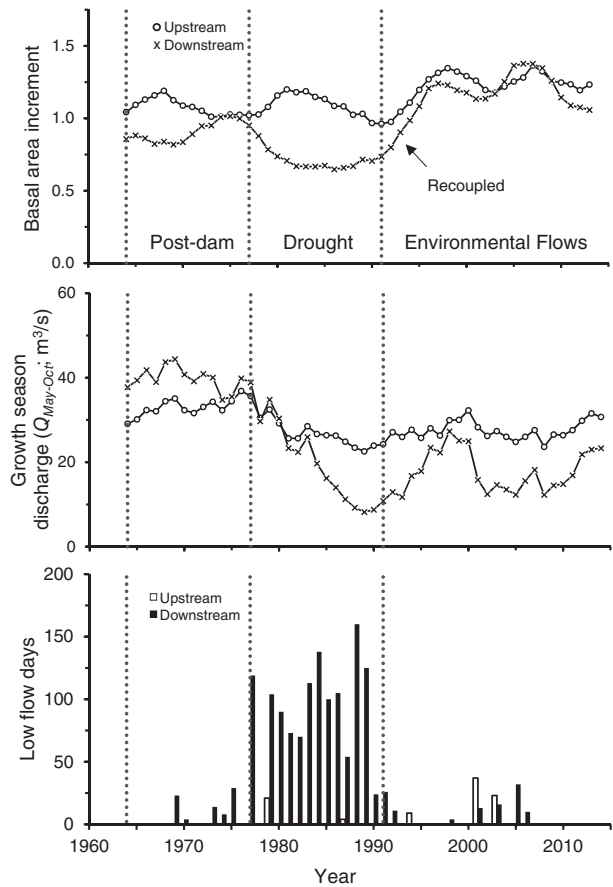 Upstream
Downstream
Basal area increment
1.5
1.0
0.5
0.0
Recoupled
Post-dam
Drought
Environmental Flows
Growth season
discharge (Q May-Oct; m³/s)
60
40
20
0
Upstream
Downstream
Low flow days
200
150
100
50
0
1960
1970
1980
1990
2000
2010
Year